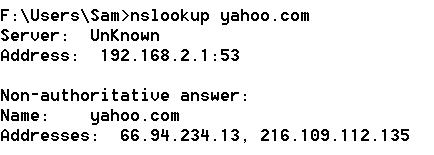 F:\Users\Sam>nslookup yahoo.com
Server:  UnKnown
Address:  192.168.2.1:53

Non-authoritative answer:
Name:    yahoo.com
Addresses:  66.94.234.13, 216.109.112.135